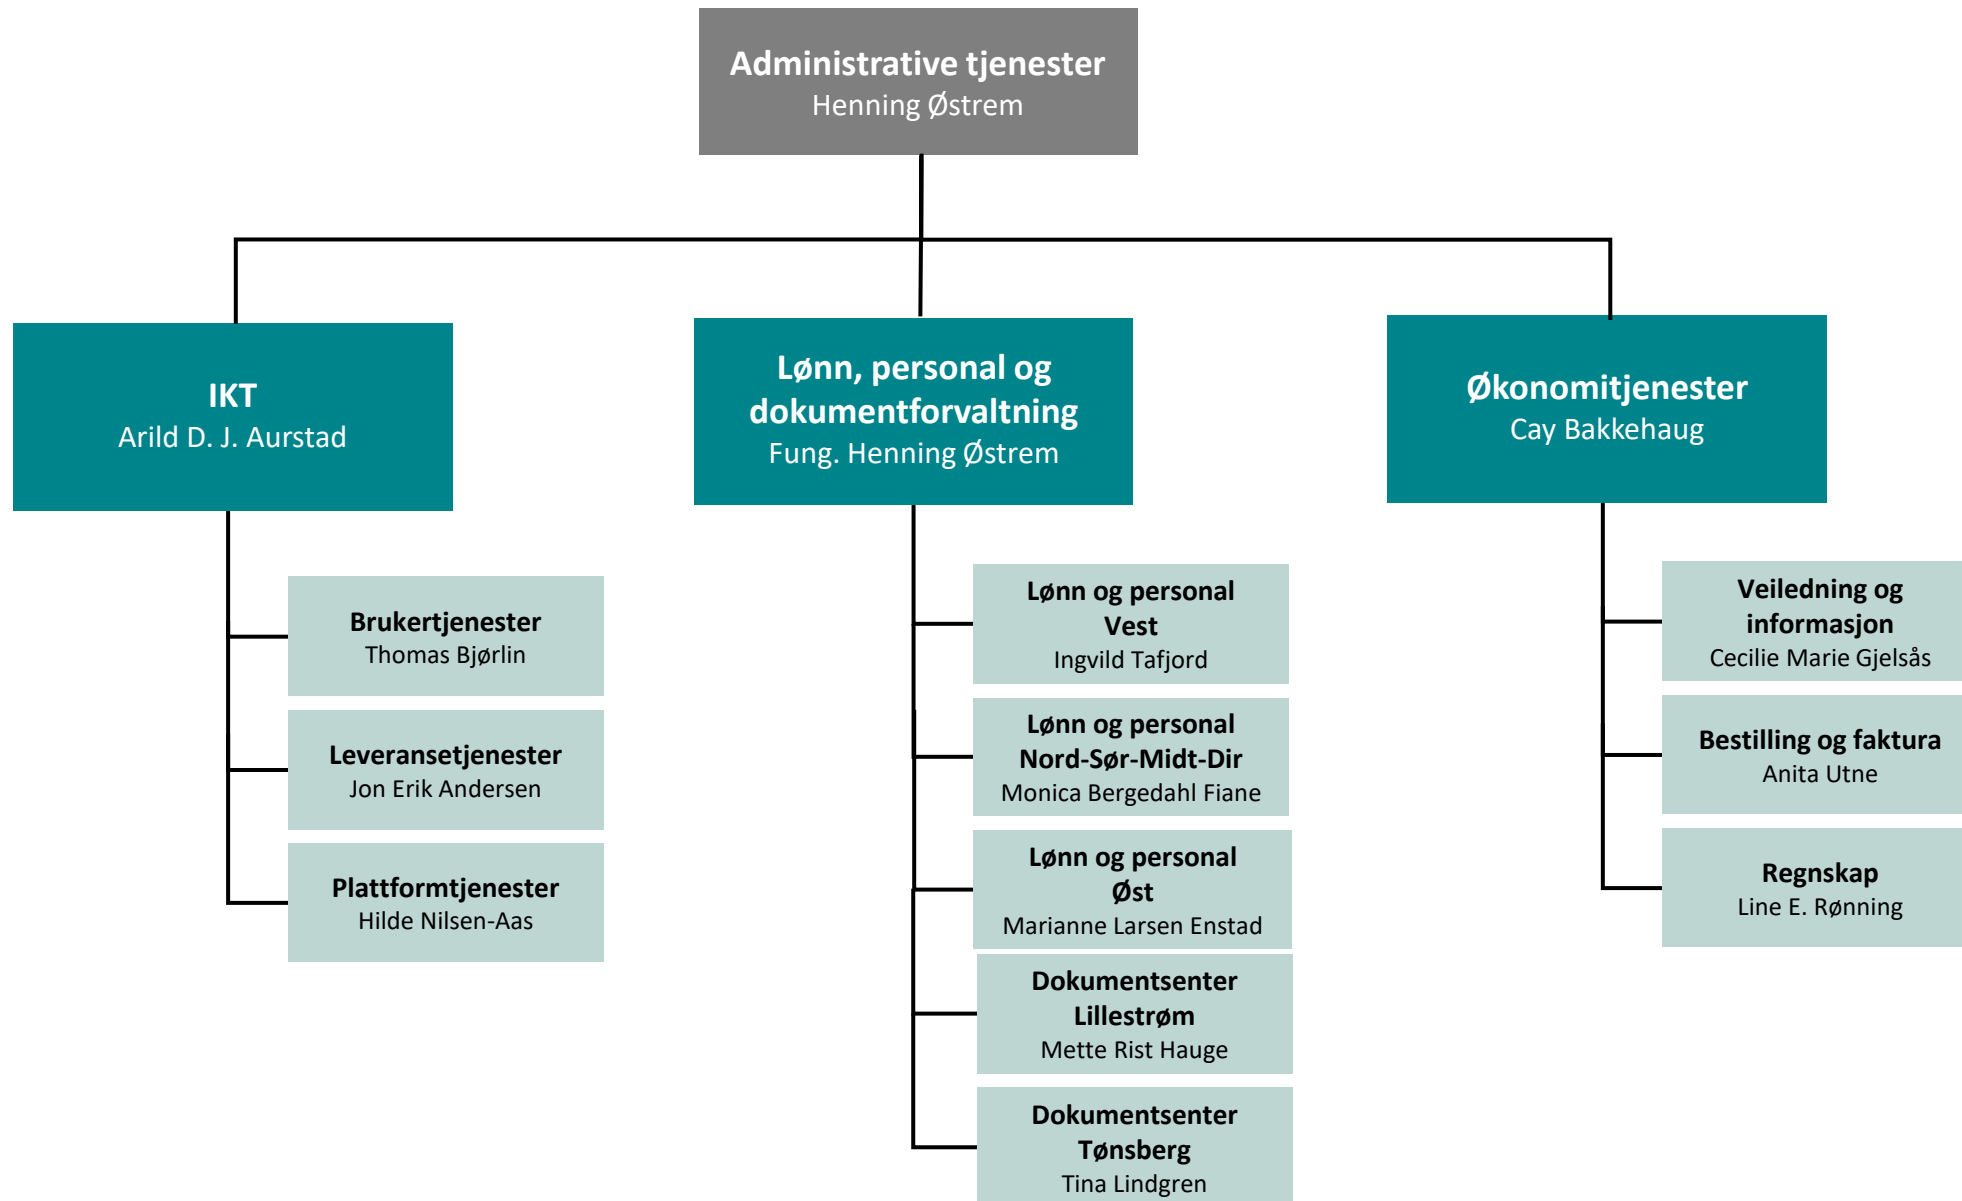 Administrative tjenester
Henning Østrem
IKT
Arild D. J. Aurstad
Lønn, personal og
dokumentforvaltning
Fung. Henning Østrem
Økonomitjenester
Cay Bakkehaug
Brukertjenester
Thomas Bjørlin
Leveransetjenester
Jon Erik Andersen
Plattformtjenester
Hilde Nilsen-Aas
Lønn og personal
Vest
Ingvild Tafjord
Lønn og personal
Nord-Sør-Midt-Dir
Monica Bergedahl Fiane
Lønn og personal
Øst
Marianne Larsen Enstad
Dokumentsenter
Lillestrøm
Mette Rist Hauge
Dokumentsenter
Tønsberg
Tina Lindgren
Veiledning og
informasjon
Cecilie Marie Gjelsås
Bestilling og faktura
Anita Utne
Regnskap
Line E. Rønning